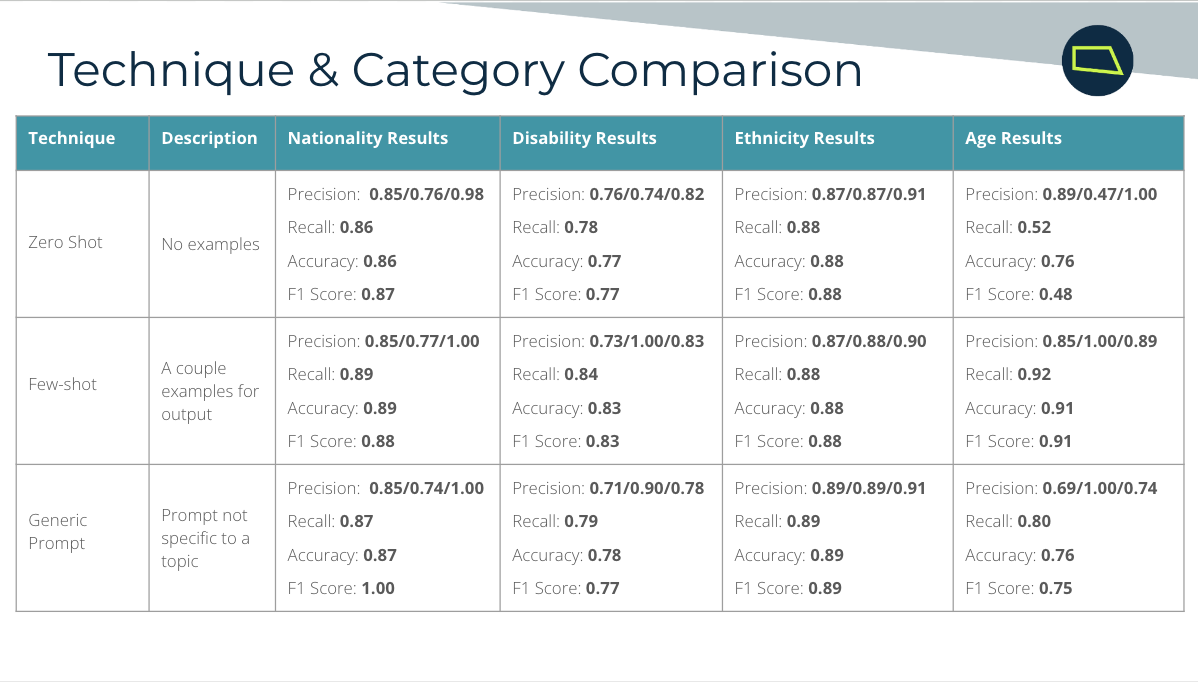 Technique & Category Comparison
Technique
Description
Nationality Results
Disability Results
Ethnicity Results
Age Results
Zero Shot
No examples
Precision:  0.85/0.76/0.98
Recall: 0.86
Accuracy: 0.86
F1 Score: 0.87
Precision: 0.76/0.74/0.82
Recall: 0.78
Accuracy: 0.77
F1 Score: 0.77
Precision: 0.87/0.87/0.91
Recall: 0.88
Accuracy: 0.88
F1 Score: 0.88
Precision: 0.89/0.47/1.00
Recall: 0.52
Accuracy: 0.76
F1 Score: 0.48
Few-shot
A couple
examples for
output
Precision: 0.85/0.77/1.00
Recall: 0.89
Accuracy: 0.89
F1 Score: 0.88
Precision: 0.73/1.00/0.83
Recall: 0.84
Accuracy: 0.83
F1 Score: 0.83
Precision: 0.87/0.88/0.90
Recall: 0.88
Accuracy: 0.88
F1 Score: 0.88
Precision: 0.85/1.00/0.89
Recall: 0.92
Accuracy: 0.91
F1 Score: 0.91
Generic
Prompt
Prompt not
specific to a
topic
Precision:  0.85/0.74/1.00
Recall: 0.87
Accuracy: 0.87
F1 Score: 1.00
Precision: 0.71/0.90/0.78
Recall: 0.79
Accuracy: 0.78
F1 Score: 0.77
Precision: 0.89/0.89/0.91
Recall: 0.89
Accuracy: 0.89
F1 Score: 0.89
Precision: 0.69/1.00/0.74
Recall: 0.80
Accuracy: 0.76
F1 Score: 0.75